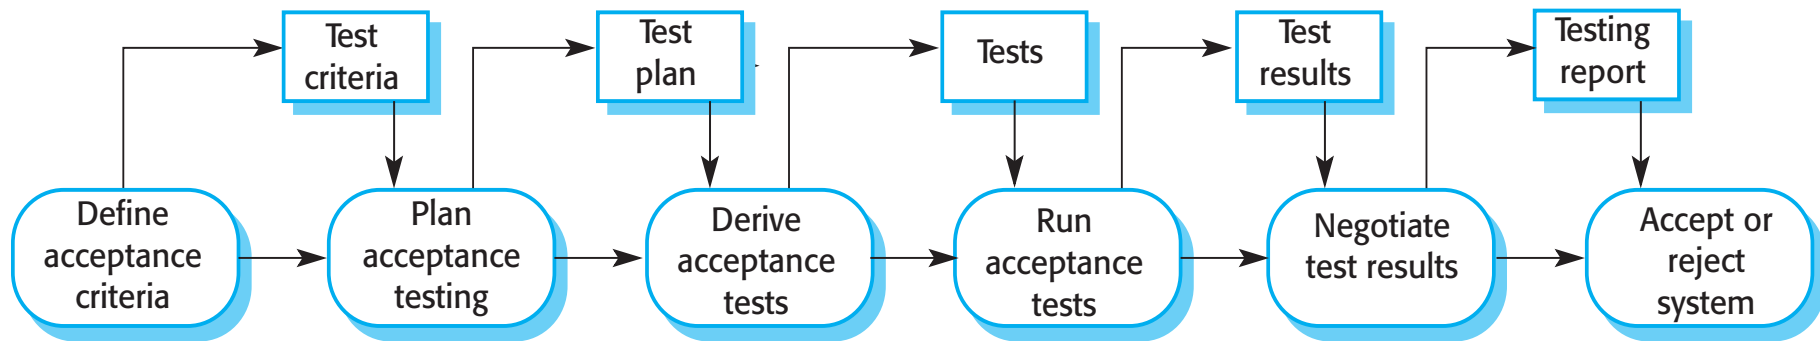 Test
criteria
Test
plan
Tests
Test
results
Testing
report
Define
acceptance
criteria
Plan
acceptance
testing
Derive
acceptance
tests
Run
acceptance
tests
Negotiate
test results
Accept or
reject
system